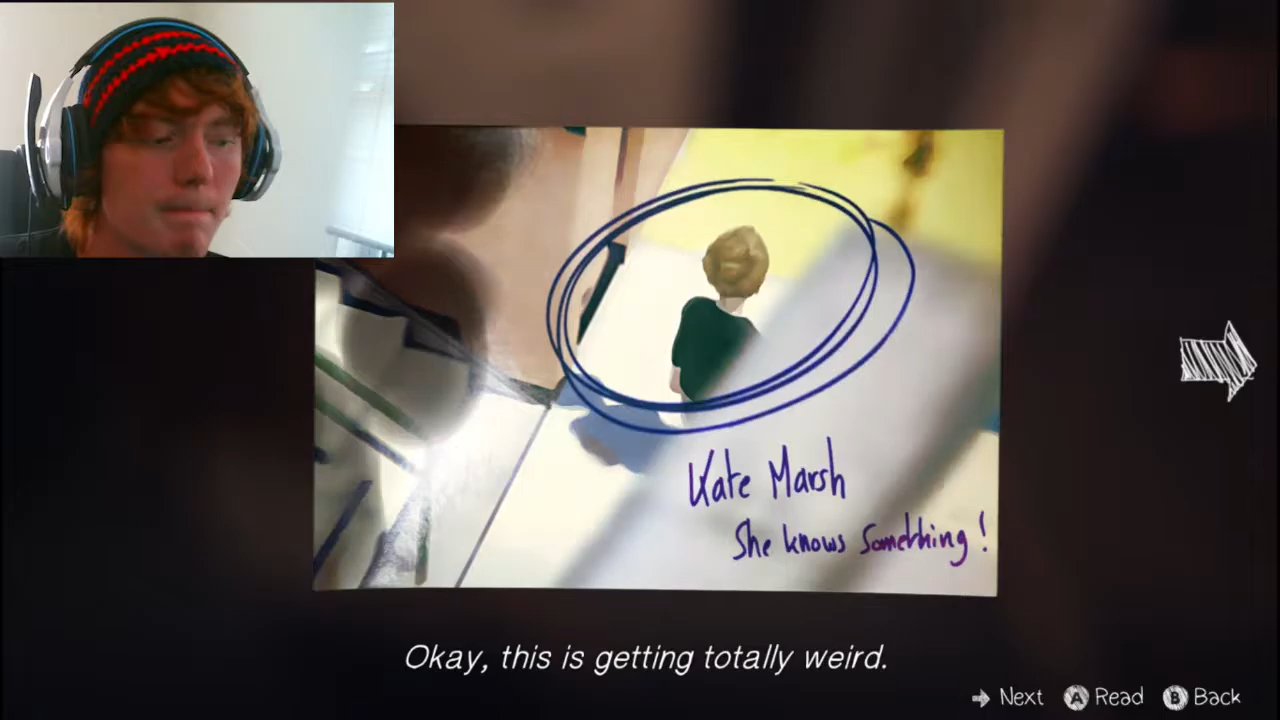 Kate Marsh
She knows something!
Okay, this is getting totally weird.
Next A Read B Back